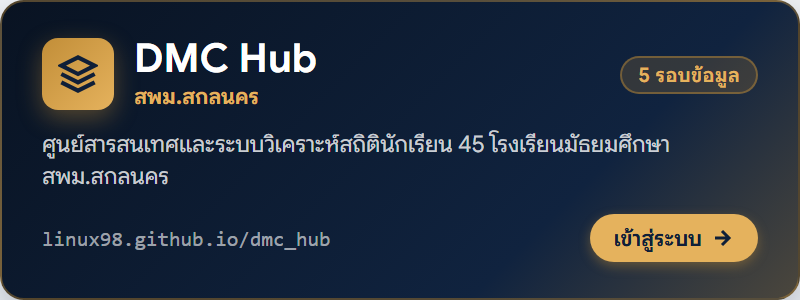 DMC Hub
สพม.สกลนคร
5 รอบข้อมูล
ศูนย์สารสนเทศและระบบวิเคราะห์สถิตินักเรียน 45 โรงเรียนมัธยมศึกษา
สพม.สกลนคร
linux98.github.io/dmc_hub
เข้าสู่ระบบ →